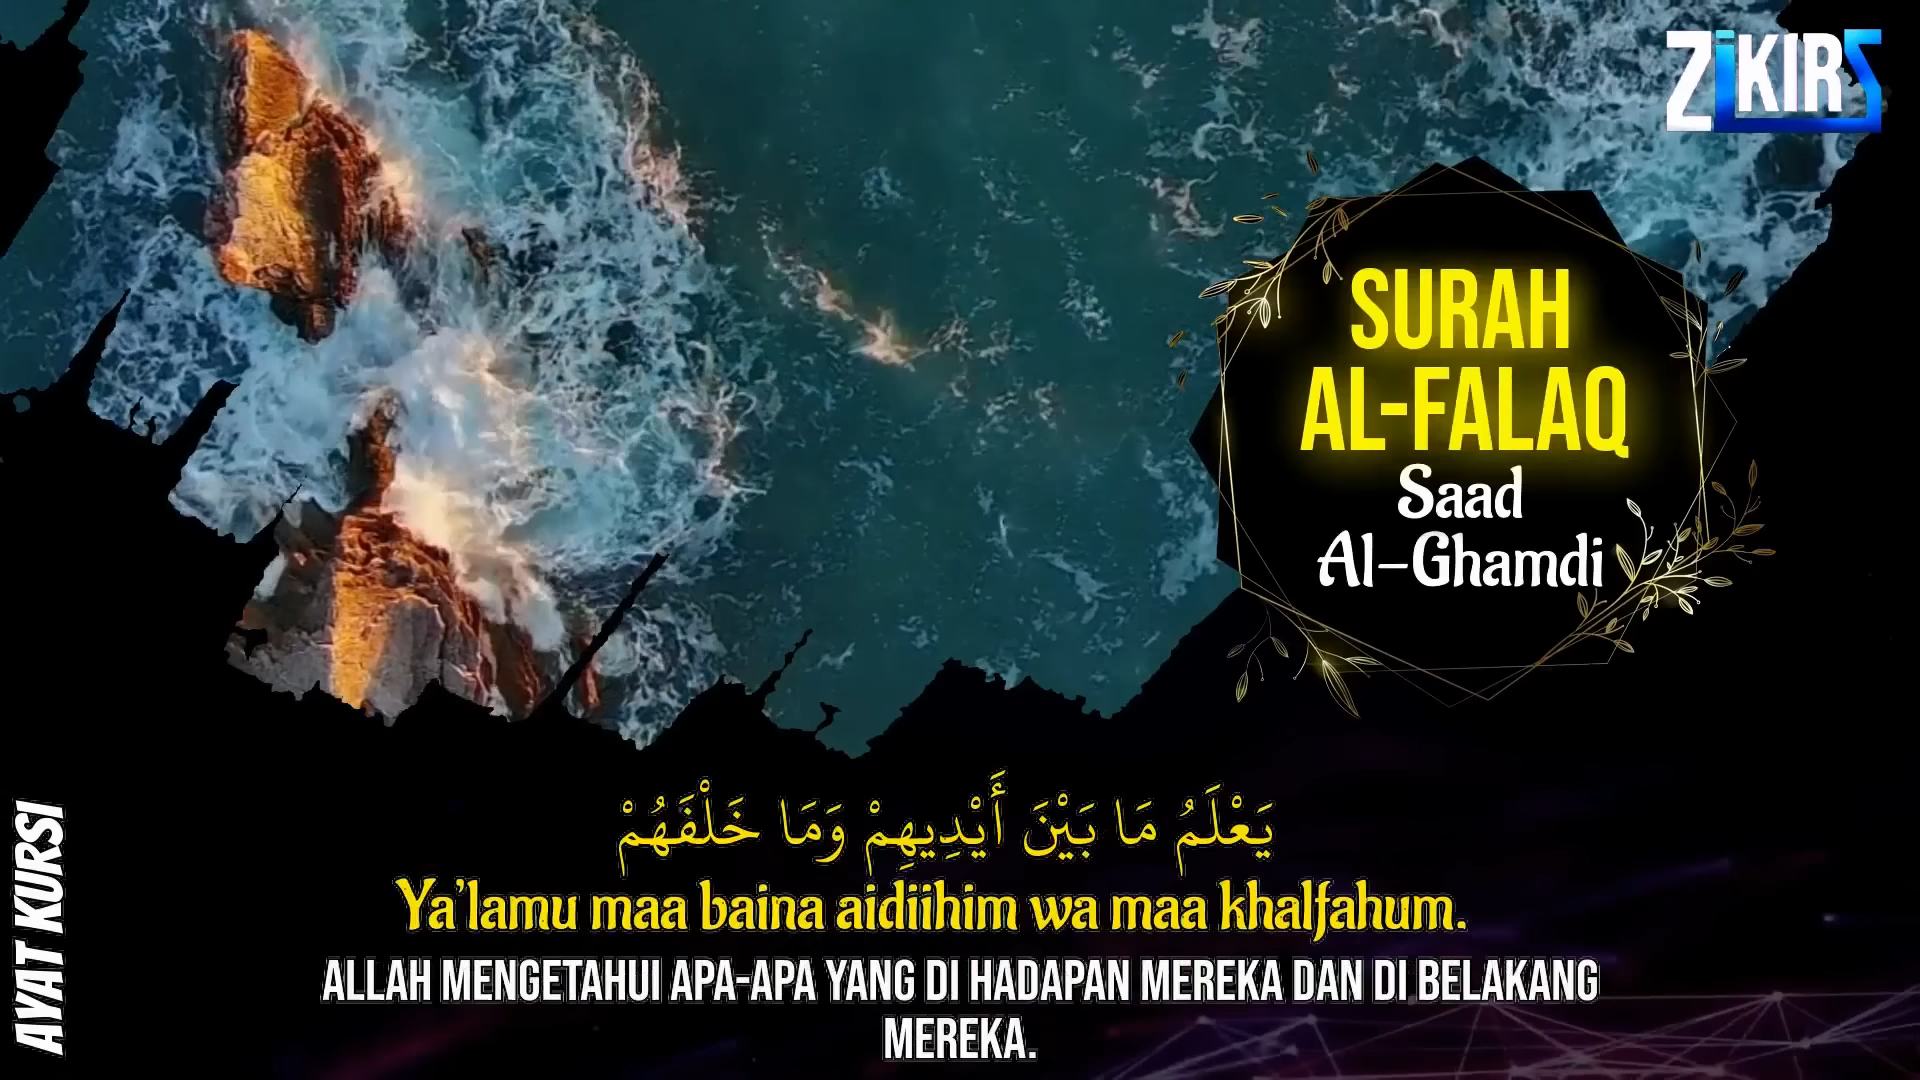 ZiKIRS
SURAH
AL-FALAQ
Saad
Al-Ghamdi
يَعْلَمُ مَا بَيْنَ أَيْدِيهِمْ وَمَا خَلْفَهُمْ
Ya'lamu maa baina aidiihim wa maa khalfahum.
ALLAH MENGETAHUI APA-APA YANG DI HADAPAN MEREKA DAN DI BELAKANG
MEREKA.
AYAT KURSI